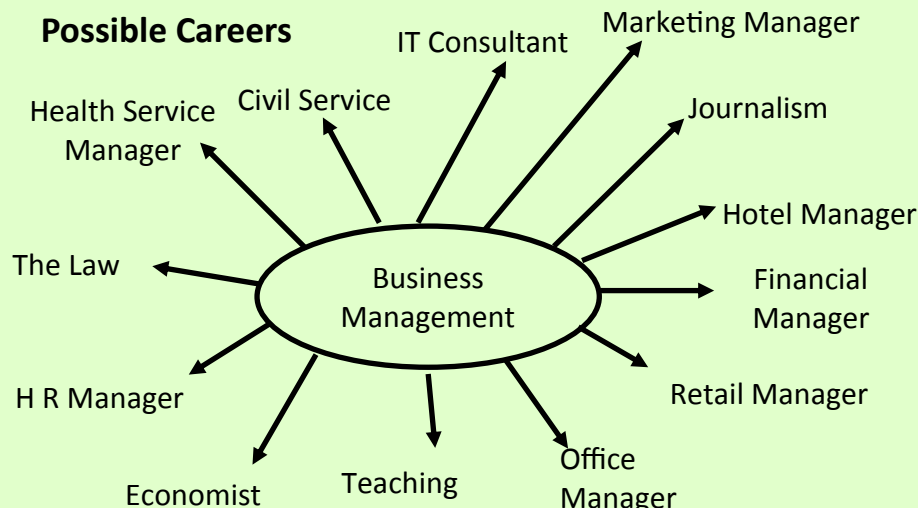 Possible Careers
IT Consultant
Marketing Manager
Health Service
Manager
Civil Service
Journalism
Hotel Manager
The Law
Business
Management
Financial
Manager
H R Manager
Retail Manager
Economist
Teaching
Office
Manager